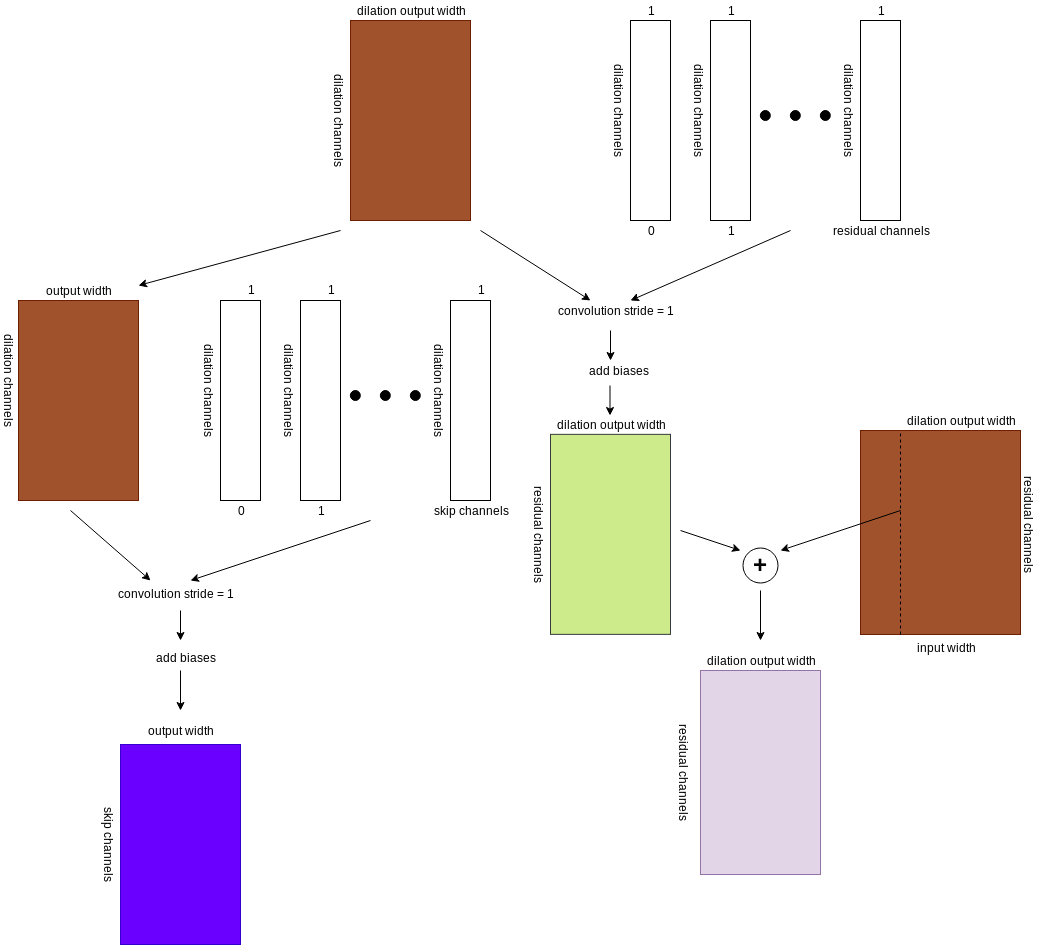 dilation output width
dilation channels
1
1
1
dilation channels
dilation channels
dilation channels
0
1
residual channels
output width
dilation channels
1
1
1
dilation channels
dilation channels
dilation channels
0
1
skip channels
convolution stride = 1
add biases
dilation output width
residual channels
dilation output width
residual channels
input width
+
convolution stride = 1
add biases
output width
skip channels
dilation output width
residual channels